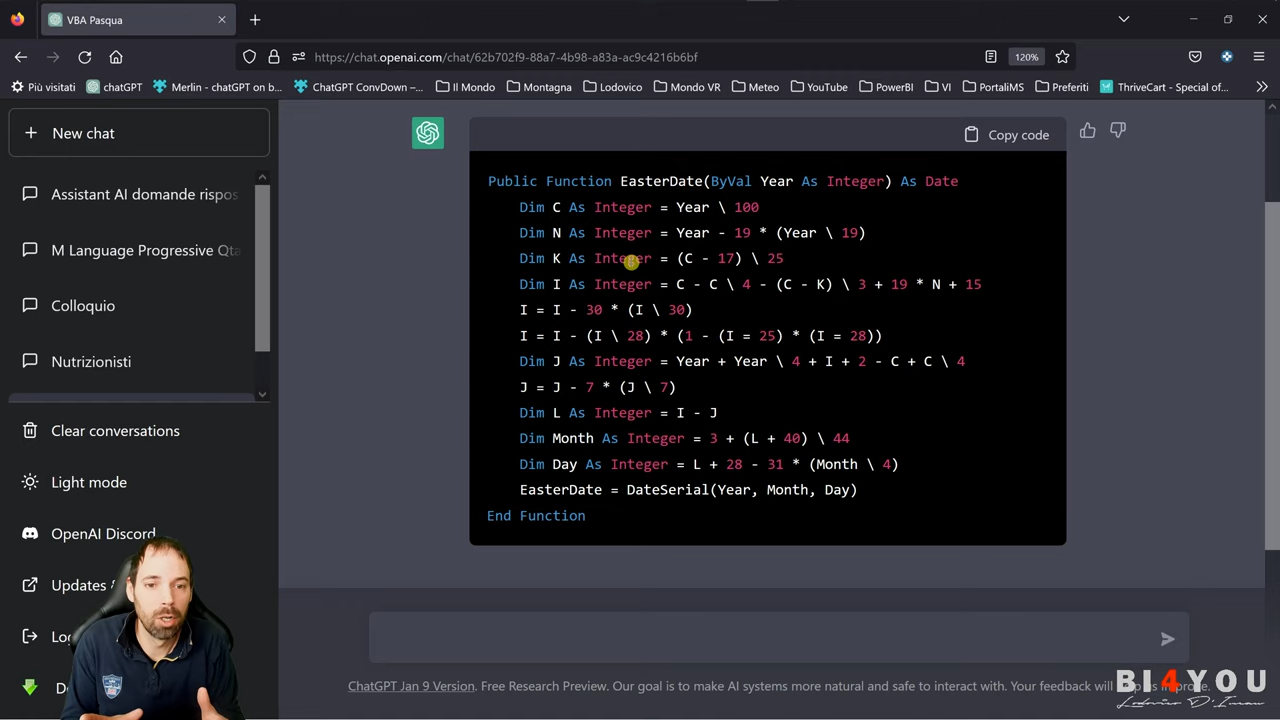 VBA Pasqua
https://chat.openai.com/chat/62b702f9-88a7-4b98-a83a-ac9c4216b6bf
120%
Più visitati
chatGPT
Merlin - chatGPT on b...
ChatGPT ConvDown –...
Il Mondo
Montagna
Lodovico
Mondo VR
Meteo
YouTube
PowerBI
VI
PortaliMS
Preferiti
ThriveCart - Special of...
New chat
Assistant AI domande rispos
M Language Progressive Qta
Colloquio
Nutrizionisti
Clear conversations
Light mode
OpenAI Discord
Updates &
Copy code
Public Function EasterDate(ByVal Year As Integer) As Date
Dim C As Integer = Year \ 100
Dim N As Integer = Year - 19 * (Year \ 19)
Dim K As Integer = (C - 17) \ 25
Dim I As Integer = C - C \ 4 - (C - K) \ 3 + 19 * N + 15
I = I - 30 * (I \ 30)
I = I - (I \ 28) * (1 - (I = 25) * (I = 28))
Dim J As Integer = Year + Year \ 4 + I + 2 - C + C \ 4
J = J - 7 * (J \ 7)
Dim L As Integer = I - J
Dim Month As Integer = 3 + (L + 40) \ 44
Dim Day As Integer = L + 28 - 31 * (Month \ 4)
EasterDate = DateSerial(Year, Month, Day)
End Function
ChatGPT Jan 9 Version. Free Research Preview. Our goal is to make AI systems more natural and safe to interact with. Your feedback will
BI4YOU